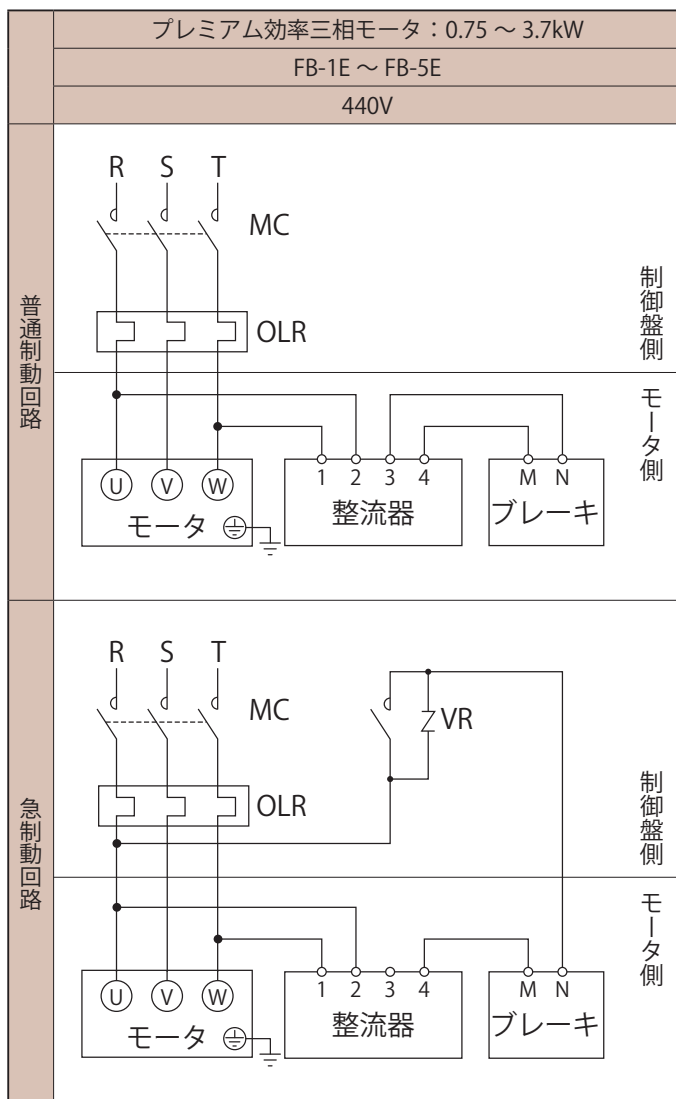 プレミアム効率三相モータ：0.75 ～ 3.7kW
FB-1E ～ FB-5E
440V
普通制動回路
R S T
MC
OLR
制御盤側
モータ側
U V W
モータ
1 2 3 4
整流器
M N
ブレーキ
急制動回路
R S T
MC
VR
OLR
制御盤側
モータ側
U V W
モータ
1 2 3 4
整流器
M N
ブレーキ